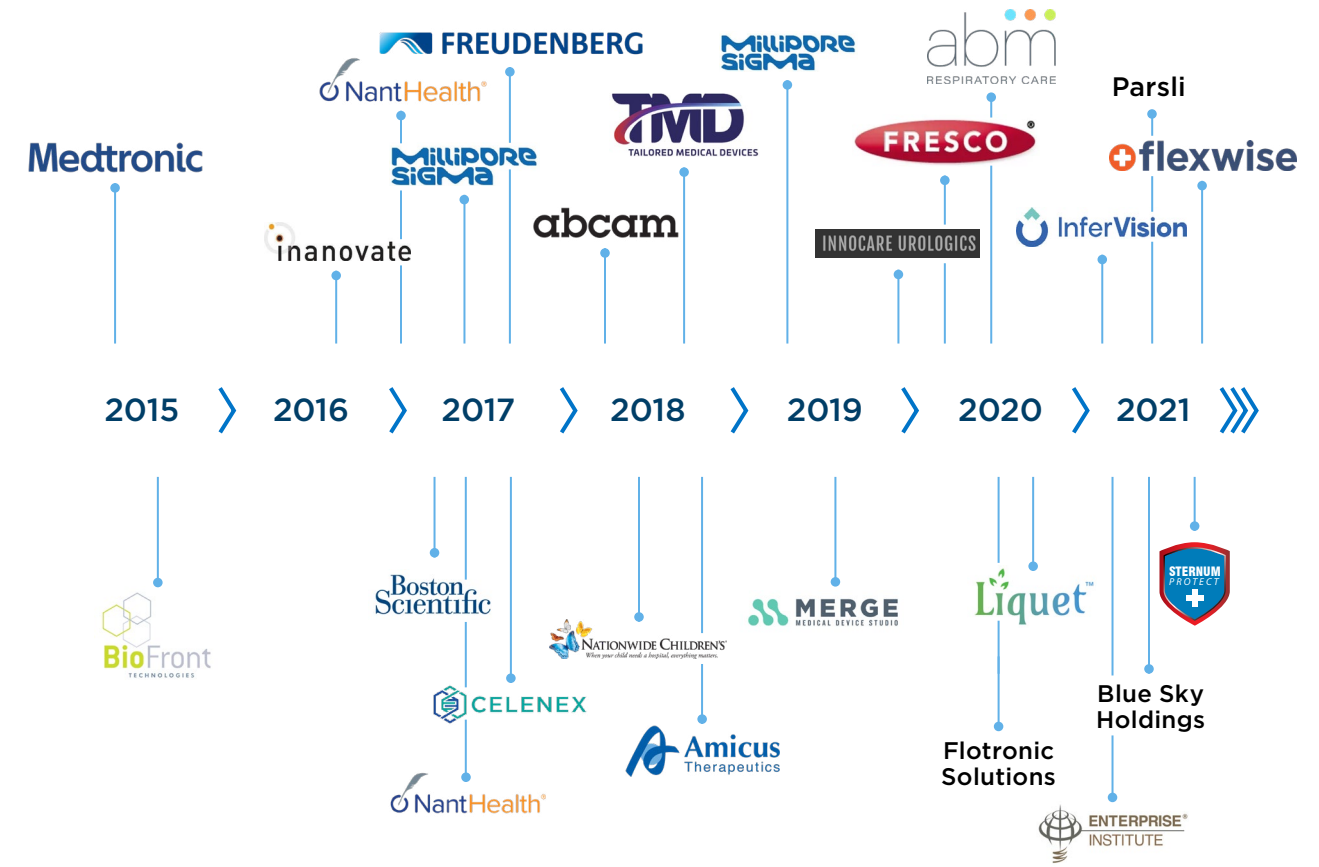 FREUDENBERG
MILLIPORE
SIGMA
abm
RESPIRATORY CARE
NantHealth®
Parsli
TMD
TAILORED MEDICAL DEVICES
FRESCO®
Medtronic
MILLIPORE
SIGMA
flexwise
abcam
InferVision
inanovate
INNOCARE UROLOGICS
2015
2016
2017
2018
2019
2020
2021
Boston
Scientific
Liquet™
STERNUM
PROTECT
MERGE
MEDICAL DEVICE STUDIO
BioFront
TECHNOLOGIES
NATIONWIDE CHILDREN'S®
When your child needs a hospital, everything matters.
CELENEX
Blue Sky
Holdings
Amicus
Therapeutics
Flotronic
Solutions
NantHealth®
ENTERPRISE®
INSTITUTE